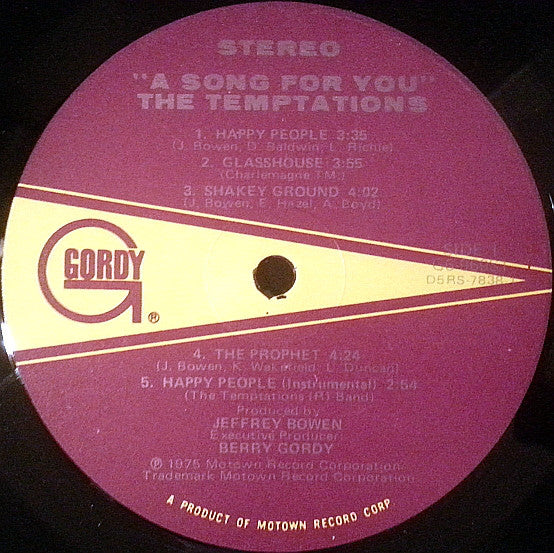 STEREO
"A SONG FOR YOU"
THE TEMPTATIONS
1. HAPPY PEOPLE 3:35
(J. Bowen, D. Baldwin, L. Richie)
2. GLASSHOUSE 3:55
(Charlemagne TM:)
3. SHAKEY GROUND 4:02
(J. Bowen, E. Hazel, A. Boyd)
SIDE 1
D5RS-7838
GORDY
®
4. THE PROPHET 4:24
(J. Bowen, K. Wakefield, L. Duncan)
5. HAPPY PEOPLE (Instrumental) 2:54
(The Temptations Band)
Produced by
JEFFREY BOWEN
Executive Producer
BERRY GORDY
℗ 1975 Motown Record Corporation
Trademark Motown Record Corporation
A PRODUCT OF MOTOWN RECORD CORP.